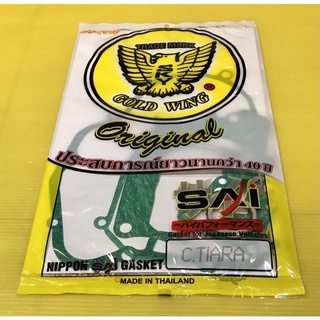 TRADE MARK
GOLD WING
®
Original
ประสบการณ์ยาวนานกว่า 40 ปี
SAi
ハイパフォーマンス
Gasket for Japanese Vehicles
NIPPON SAi GASKET
C.TIARA
MADE IN THAILAND